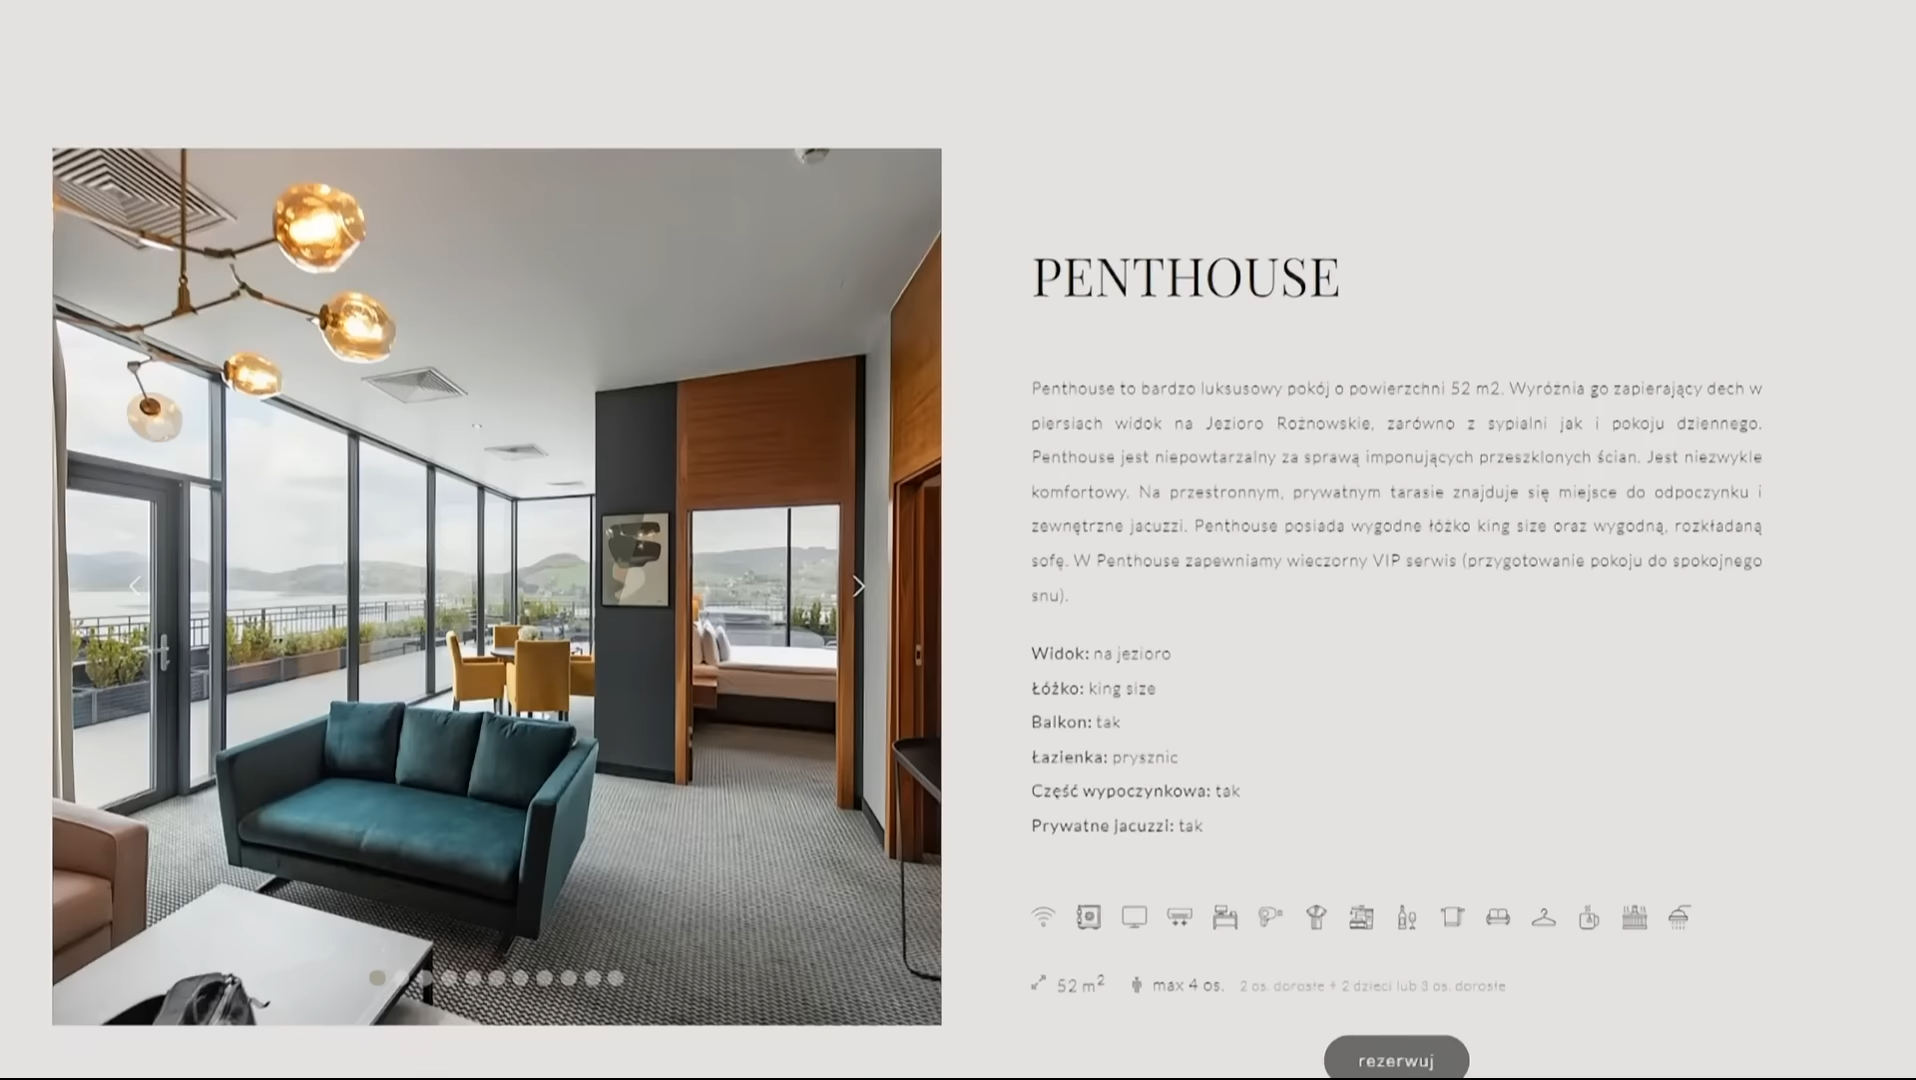 PENTHOUSE
Penthouse to bardzo luksusowy pokój o powierzchni 52 m2. Wyróżnia go zapierający dech w
piersiach widok na Jezioro Rożnowskie, zarówno z sypialni jak i pokoju dziennego.
Penthouse jest niepowtarzalny za sprawą imponujących przeszklonych ścian. Jest niezwykle
komfortowy. Na przestronnym, prywatnym tarasie znajduje się miejsce do odpoczynku i
zewnętrzne jacuzzi. Penthouse posiada wygodne łóżko king size oraz wygodną, rozkładaną
sofę. W Penthouse zapewniamy wieczorny VIP serwis (przygotowanie pokoju do spokojnego
snu).
Widok: na jezioro
Łóżko: king size
Balkon: tak
Łazienka: prysznic
Część wypoczynkowa: tak
Prywatne jacuzzi: tak
52 m² max 4 os. 2 os. dorosłe + 2 dzieci lub 3 os. dorosłe
rezerwuj